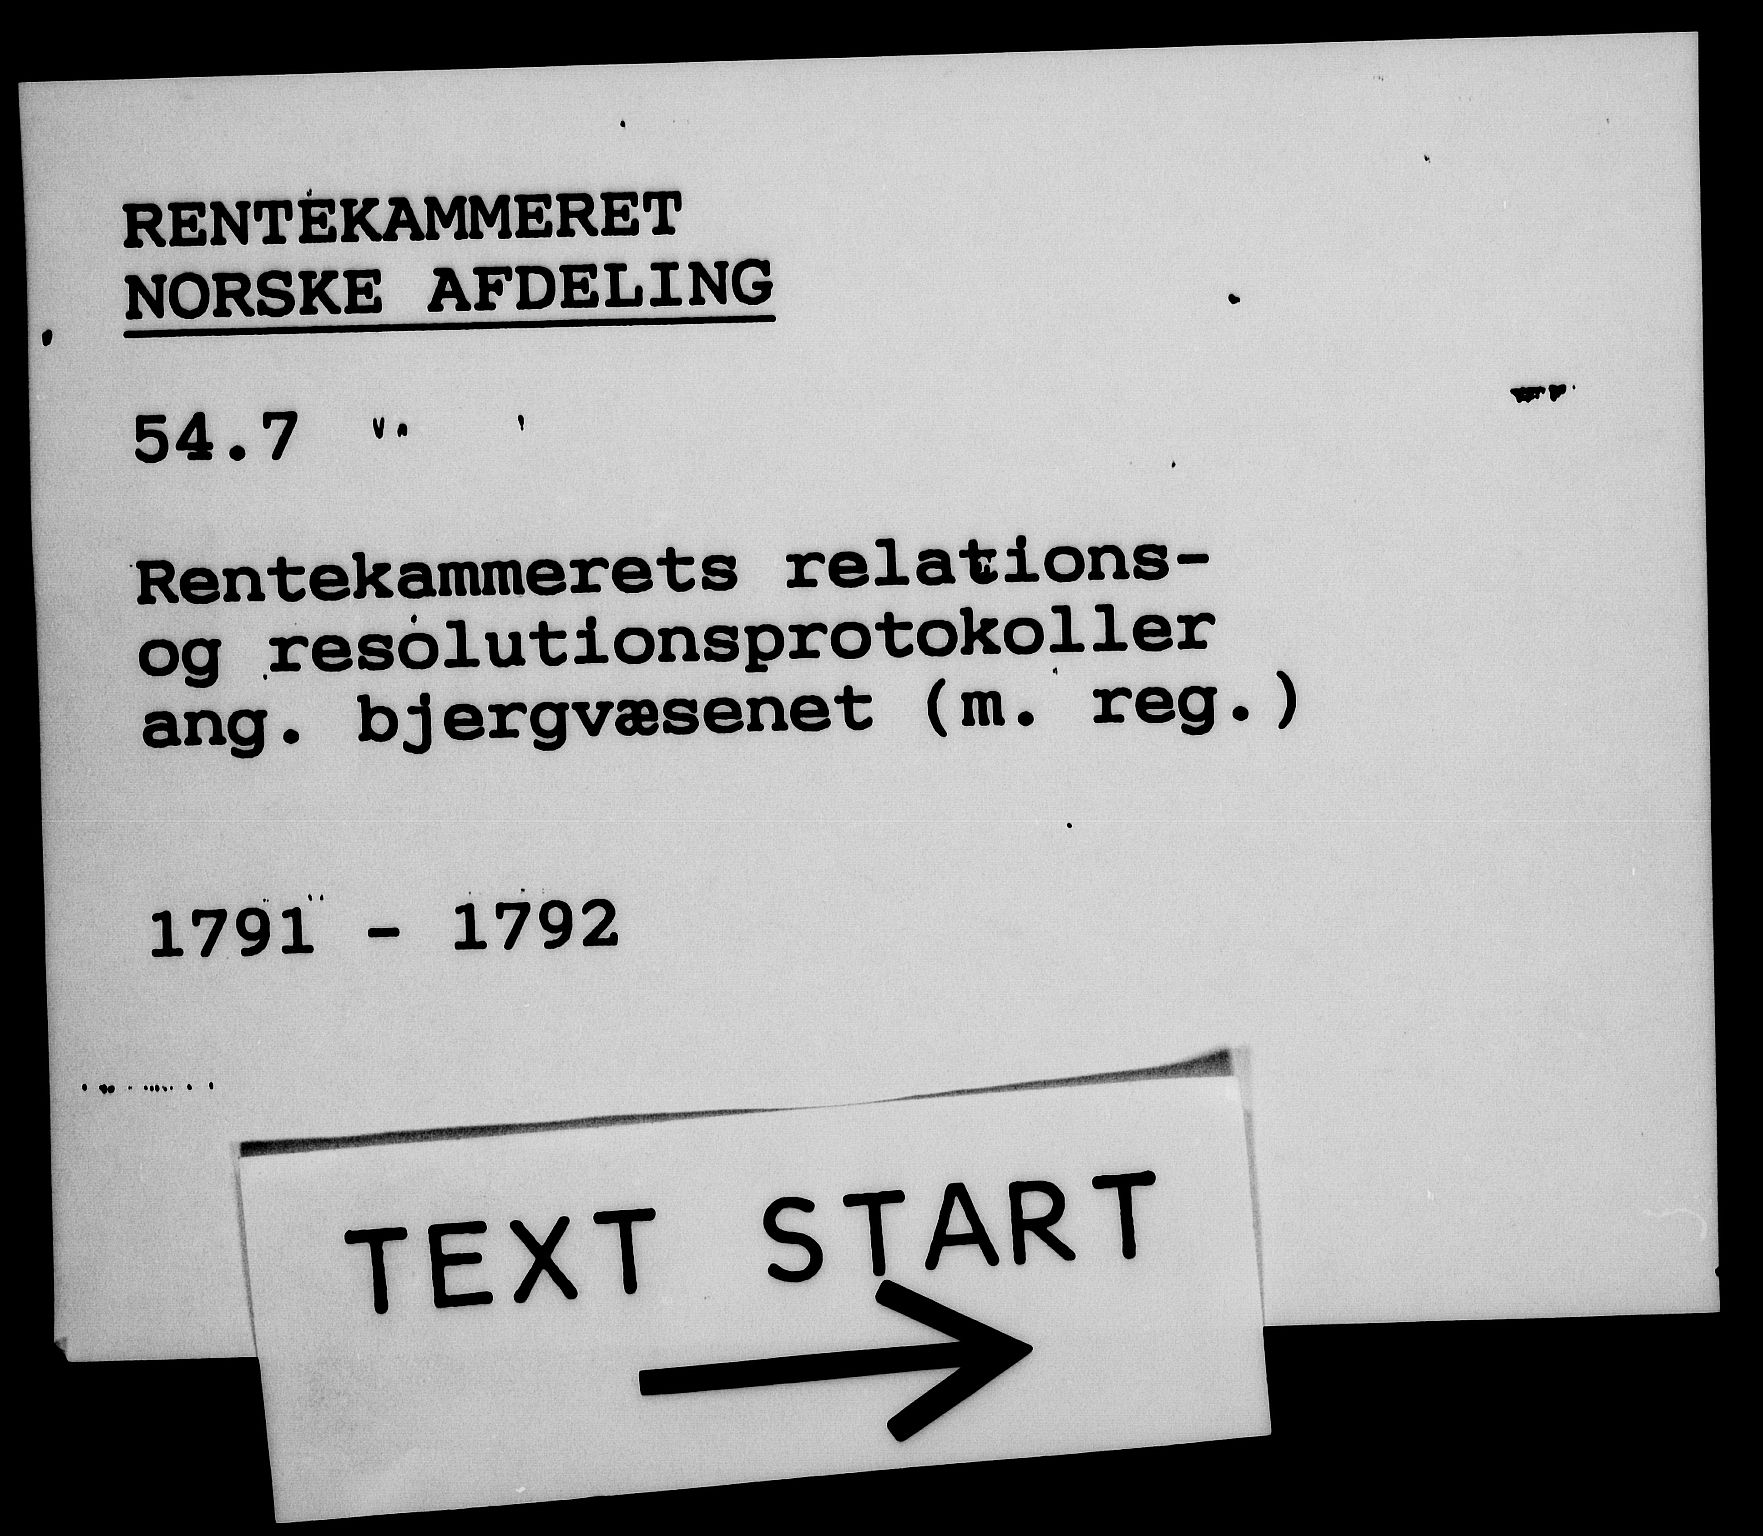 RENTEKAMMERET
NORSKE AFDELING
54.7
Rentekammerets relations-
og resolutionsprotokoller
ang. bjergvæsenet (m. reg.)
1791 - 1792
TEXT START